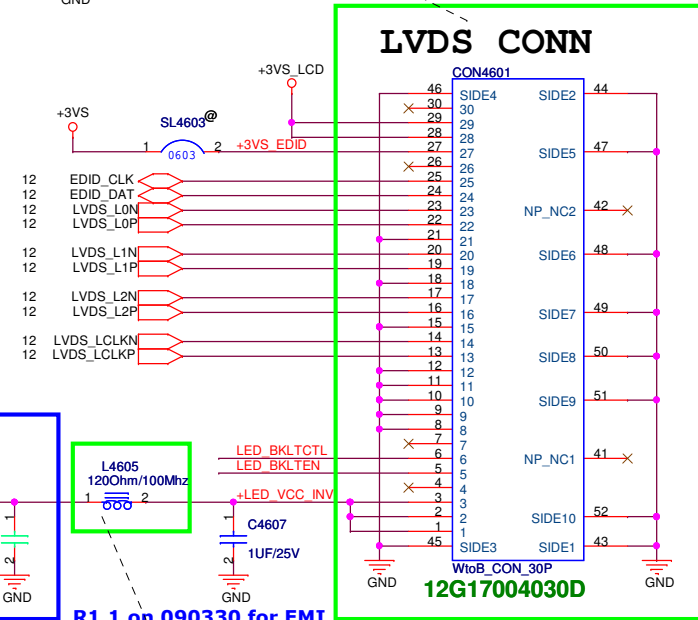 GND
LVDS CONN
CON4601
+3VS_LCD
+3VS
SL4603
@
1 2
0603
+3VS_EDID
12 EDID_CLK
12 EDID_DAT
12 LVDS_L0N
12 LVDS_L0P
12 LVDS_L1N
12 LVDS_L1P
12 LVDS_L2N
12 LVDS_L2P
12 LVDS_LCLKN
12 LVDS_LCLKP
46 SIDE4 SIDE2 44
30 30
29 29
28 28
27 27 SIDE5 47
26 26
25 25
24 24
23 23 NP_NC2 42
22 22
21 21
20 20 SIDE6 48
19 19
18 18
17 17
16 16 SIDE7 49
15 15
14 14
13 13 SIDE8 50
12 12
11 11
10 10 SIDE9 51
9 9
8 8
7 7
LED_BKLTCTL 6 6 NP_NC1 41
LED_BKLTEN 5 5
4 4
+LED_VCC_INV 3 3
2 2 SIDE10 52
1 1
45 SIDE3 SIDE1 43
L4605
120Ohm/100Mhz
1 2
1
2
GND
1
C4607
1UF/25V
2
GND
GND
GND
WtoB_CON_30P
12G17004030D
R1.1 on 090330 for EMI